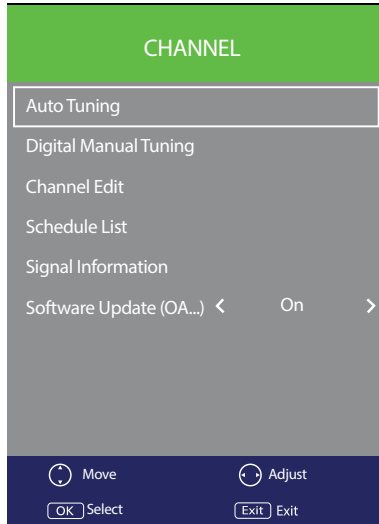 CHANNEL
Auto Tuning
Digital Manual Tuning
Channel Edit
Schedule List
Signal Information
Software Update (OA...) < On >
Move Adjust
OK Select Exit Exit